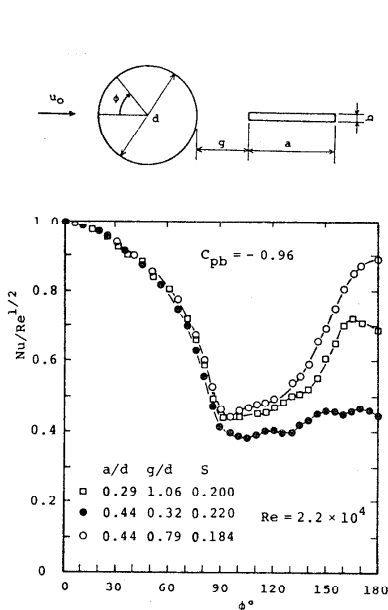 u₀
φ
d
g
a
b
Nu/Re^1/2
1 0
0.8
0.6
0.4
0.2
0
C_pb = - 0.96
a/d g/d S
□ 0.29 1.06 0.200
● 0.44 0.32 0.220
○ 0.44 0.79 0.184
Re = 2.2 × 10⁴
0 30 60 90 120 150 180
φ°